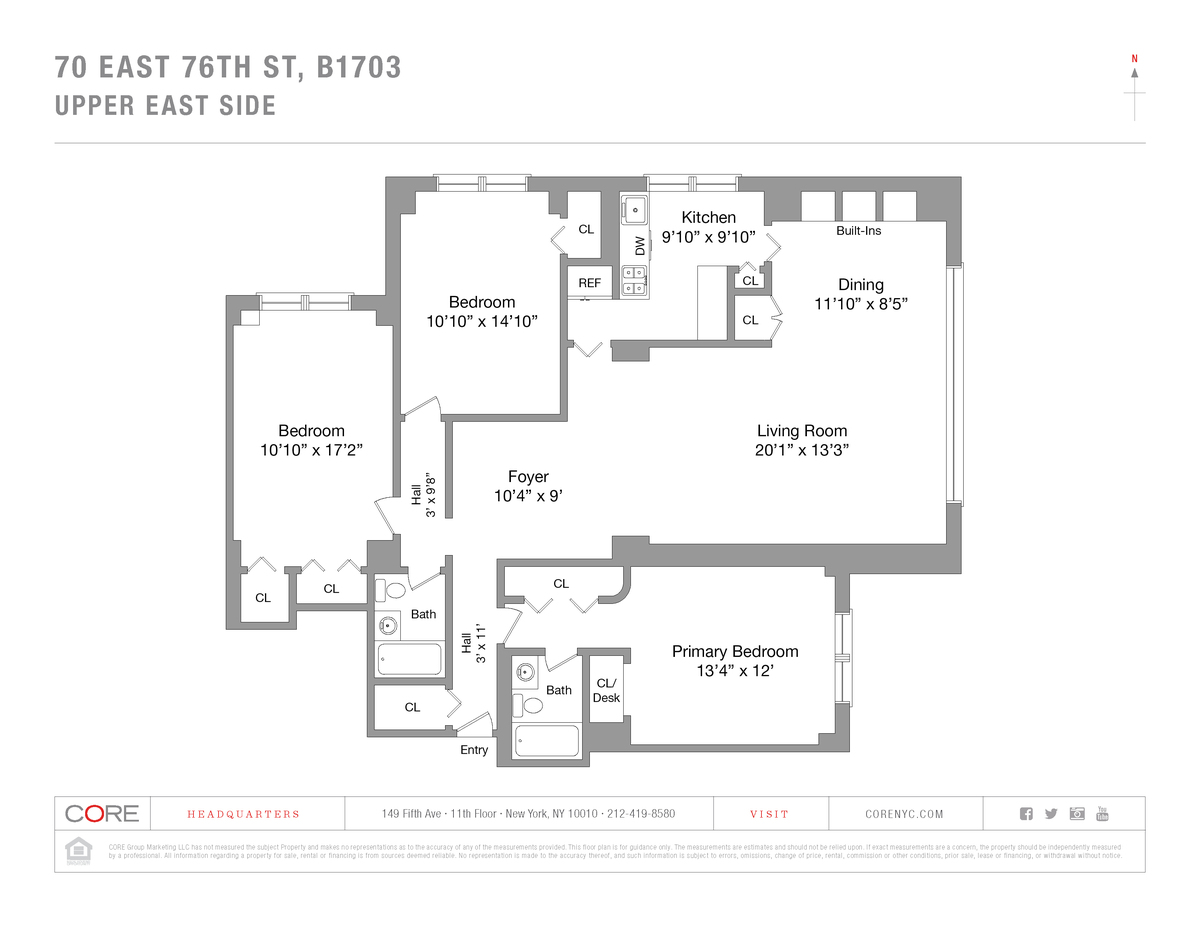 70 EAST 76TH ST, B1703
UPPER EAST SIDE
N
CL
Kitchen
9'10" x 9'10"
DW
Built-Ins
REF
CL
Dining
11'10" x 8'5"
Bedroom
10'10" x 14'10"
CL
Bedroom
10'10" x 17'2"
Living Room
20'1" x 13'3"
Hall
3' x 9'8"
Foyer
10'4" x 9'
CL
CL
CL
Bath
Hall
3' x 11'
Primary Bedroom
13'4" x 12'
CL/
Desk
Bath
CL
Entry
CORE
HEADQUARTERS
149 Fifth Ave • 11th Floor • New York, NY 10010 • 212-419-8580
VISIT
CORENYC.COM
You
Tube
CORE Group Marketing LLC has not measured the subject Property and makes no representations as to the accuracy of any of the measurements provided. This floor plan is for guidance only. The measurements are estimates and should not be relied upon. If exact measurements are a concern, the property should be independently measured
by a professional. All information regarding a property for sale, rental or financing is from sources deemed reliable. No representation is made to the accuracy thereof, and such information is subject to errors, omissions, change of price, rental, commission or other conditions, prior sale, lease or financing, or withdrawal without notice.